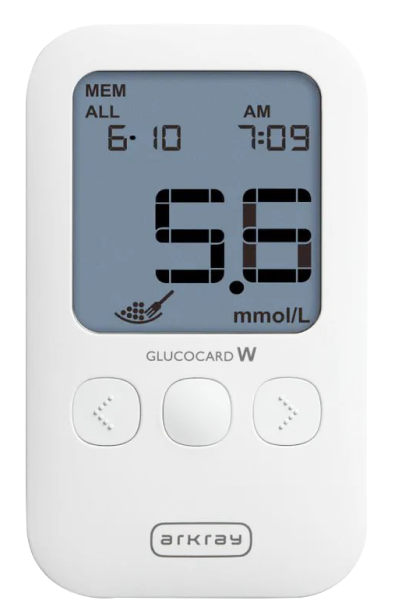 MEM
ALL AM
6·10 7:09
5.6
mmol/L
GLUCOCARD W
arkray